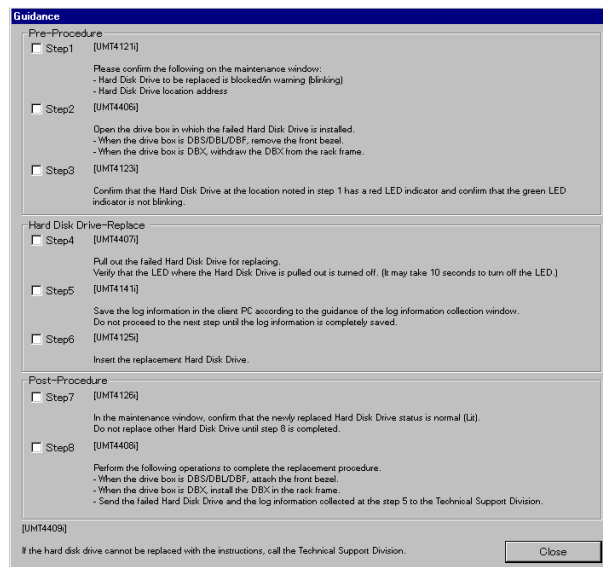 Guidance
Pre-Procedure
Step1 [UMT4121i]
Please confirm the following on the maintenance window:
- Hard Disk Drive to be replaced is blocked/in warning (blinking)
- Hard Disk Drive location address
Step2 [UMT4406i]
Open the drive box in which the failed Hard Disk Drive is installed.
- When the drive box is DBS/DBL/DBF, remove the front bezel.
- When the drive box is DBX, withdraw the DBX from the rack frame.
Step3 [UMT4123i]
Confirm that the Hard Disk Drive at the location noted in step 1 has a red LED indicator and confirm that the green LED
indicator is not blinking.
Hard Disk Drive-Replace
Step4 [UMT4407i]
Pull out the failed Hard Disk Drive for replacing.
Verify that the LED where the Hard Disk Drive is pulled out is turned off. (It may take 10 seconds to turn off the LED.)
Step5 [UMT4141i]
Save the log information in the client PC according to the guidance of the log information collection window.
Do not proceed to the next step until the log information is completely saved.
Step6 [UMT4125i]
Insert the replacement Hard Disk Drive.
Post-Procedure
Step7 [UMT4126i]
In the maintenance window, confirm that the newly replaced Hard Disk Drive status is normal (Lit).
Do not replace other Hard Disk Drive until step 8 is completed.
Step8 [UMT4408i]
Perform the following operations to complete the replacement procedure.
- When the drive box is DBS/DBL/DBF, attach the front bezel.
- When the drive box is DBX, install the DBX in the rack frame.
- Send the failed Hard Disk Drive and the log information collected at the step 5 to the Technical Support Division.
[UMT4409i]
If the hard disk drive cannot be replaced with the instructions, call the Technical Support Division.
Close